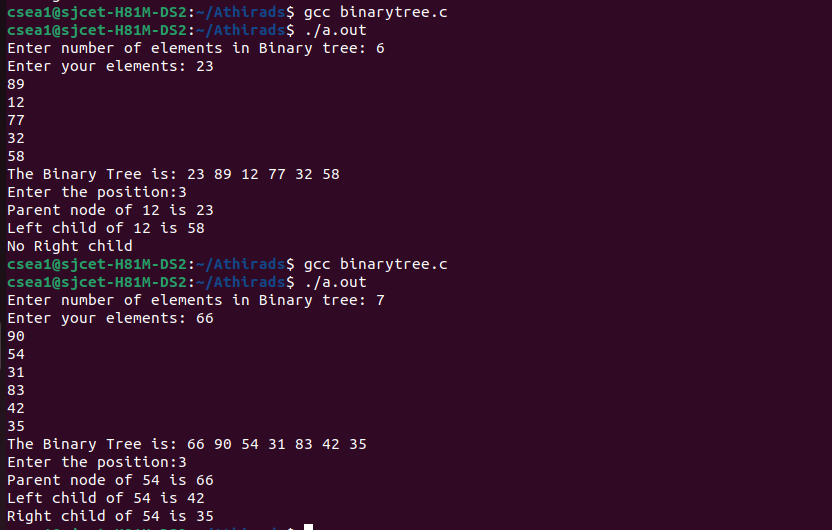 csea1@sjcet-H81M-DS2:~/Athirads$ gcc binarytree.c
csea1@sjcet-H81M-DS2:~/Athirads$ ./a.out
Enter number of elements in Binary tree: 6
Enter your elements: 23
89
12
77
32
58
The Binary Tree is: 23 89 12 77 32 58
Enter the position:3
Parent node of 12 is 23
Left child of 12 is 58
No Right child
csea1@sjcet-H81M-DS2:~/Athirads$ gcc binarytree.c
csea1@sjcet-H81M-DS2:~/Athirads$ ./a.out
Enter number of elements in Binary tree: 7
Enter your elements: 66
90
54
31
83
42
35
The Binary Tree is: 66 90 54 31 83 42 35
Enter the position:3
Parent node of 54 is 66
Left child of 54 is 42
Right child of 54 is 35
csea1@sjcet-H81M-DS2:~/Athirads$